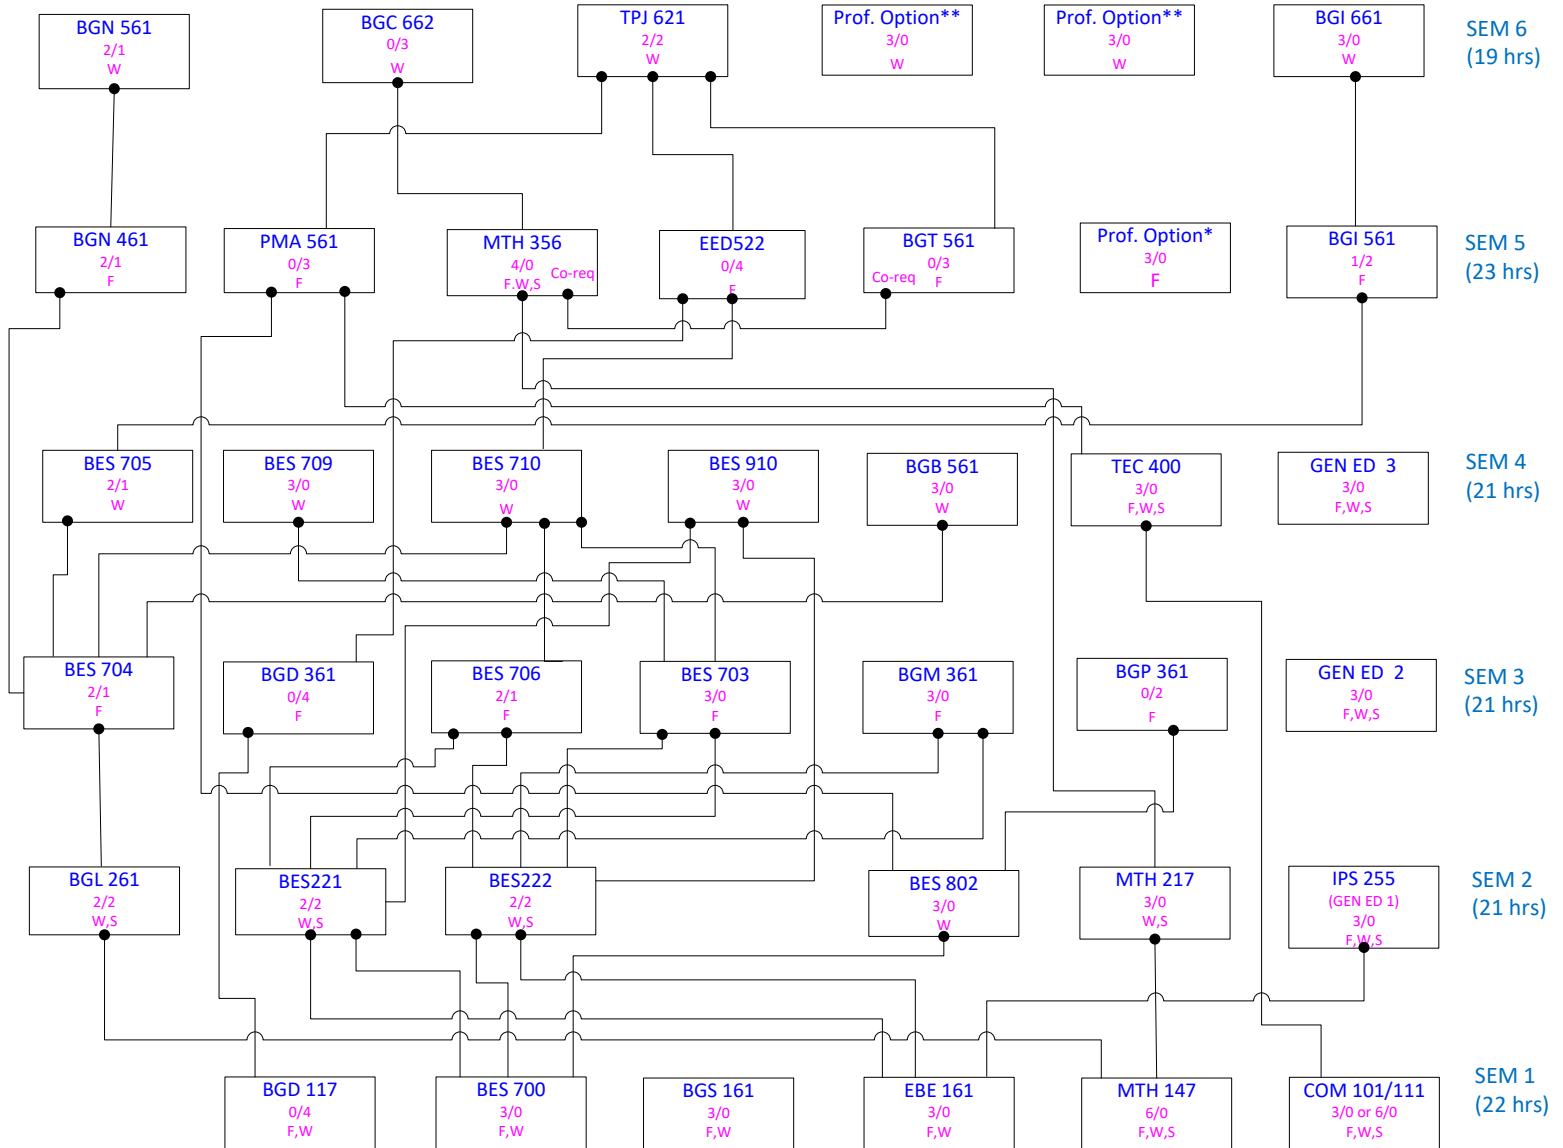 BGN 561
2/1
W
BGC 662
0/3
W
TPJ 621
2/2
W
Prof. Option**
3/0
W
Prof. Option**
3/0
W
BGI 661
3/0
W
SEM 6
(19 hrs)
BGN 461
2/1
F
PMA 561
0/3
F
MTH 356
4/0
F.W,S
Co-req
EED522
0/4
F
BGT 561
0/3
Co-req
F
Prof. Option*
3/0
F
BGI 561
1/2
F
SEM 5
(23 hrs)
BES 705
2/1
W
BES 709
3/0
W
BES 710
3/0
W
BES 910
3/0
W
BGB 561
3/0
W
TEC 400
3/0
F,W,S
GEN ED 3
3/0
F,W,S
SEM 4
(21 hrs)
BES 704
2/1
F
BGD 361
0/4
F
BES 706
2/1
F
BES 703
3/0
F
BGM 361
3/0
F
BGP 361
0/2
F
GEN ED 2
3/0
F,W,S
SEM 3
(21 hrs)
BGL 261
2/2
W,S
BES221
2/2
W,S
BES222
2/2
W,S
BES 802
3/0
W
MTH 217
3/0
W,S
IPS 255
(GEN ED 1)
3/0
F,W,S
SEM 2
(21 hrs)
BGD 117
0/4
F,W
BES 700
3/0
F,W
BGS 161
3/0
F,W
EBE 161
3/0
F,W
MTH 147
6/0
F,W,S
COM 101/111
3/0 or 6/0
F,W,S
SEM 1
(22 hrs)